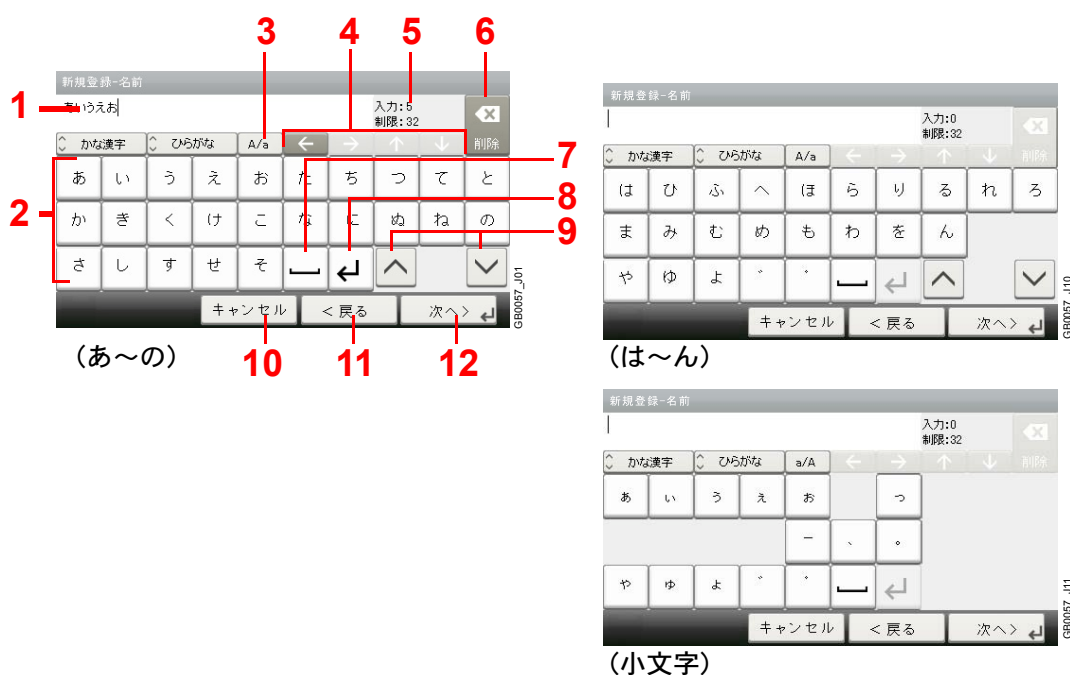 3 4 5 6
新規登録-名前
1
あいうえお
入力:5
制限:32
かな漢字 ひらがな A/a ← → ↑ ↓ 削除
7
2
あ い う え お た ち つ て と
8
か き く け こ な に ぬ ね の
9
さ し す せ そ
キャンセル <戻る 次へ>
GB0057_J01
(あ~の)
10 11 12
新規登録-名前
入力:0
制限:32
かな漢字 ひらがな A/a ← → ↑ ↓ 削除
は ひ ふ へ ほ ら り る れ ろ
ま み む め も わ を ん
や ゆ よ ゛ ゜
キャンセル <戻る 次へ>
GB0057_J10
(は~ん)
新規登録-名前
入力:0
制限:32
かな漢字 ひらがな a/A ← → ↑ ↓ 削除
ぁ ぃ ぅ ぇ ぉ っ
ー 、 。
ゃ ゅ ょ ゛ ゜
キャンセル <戻る 次へ>
GB0057_J11
(小文字)